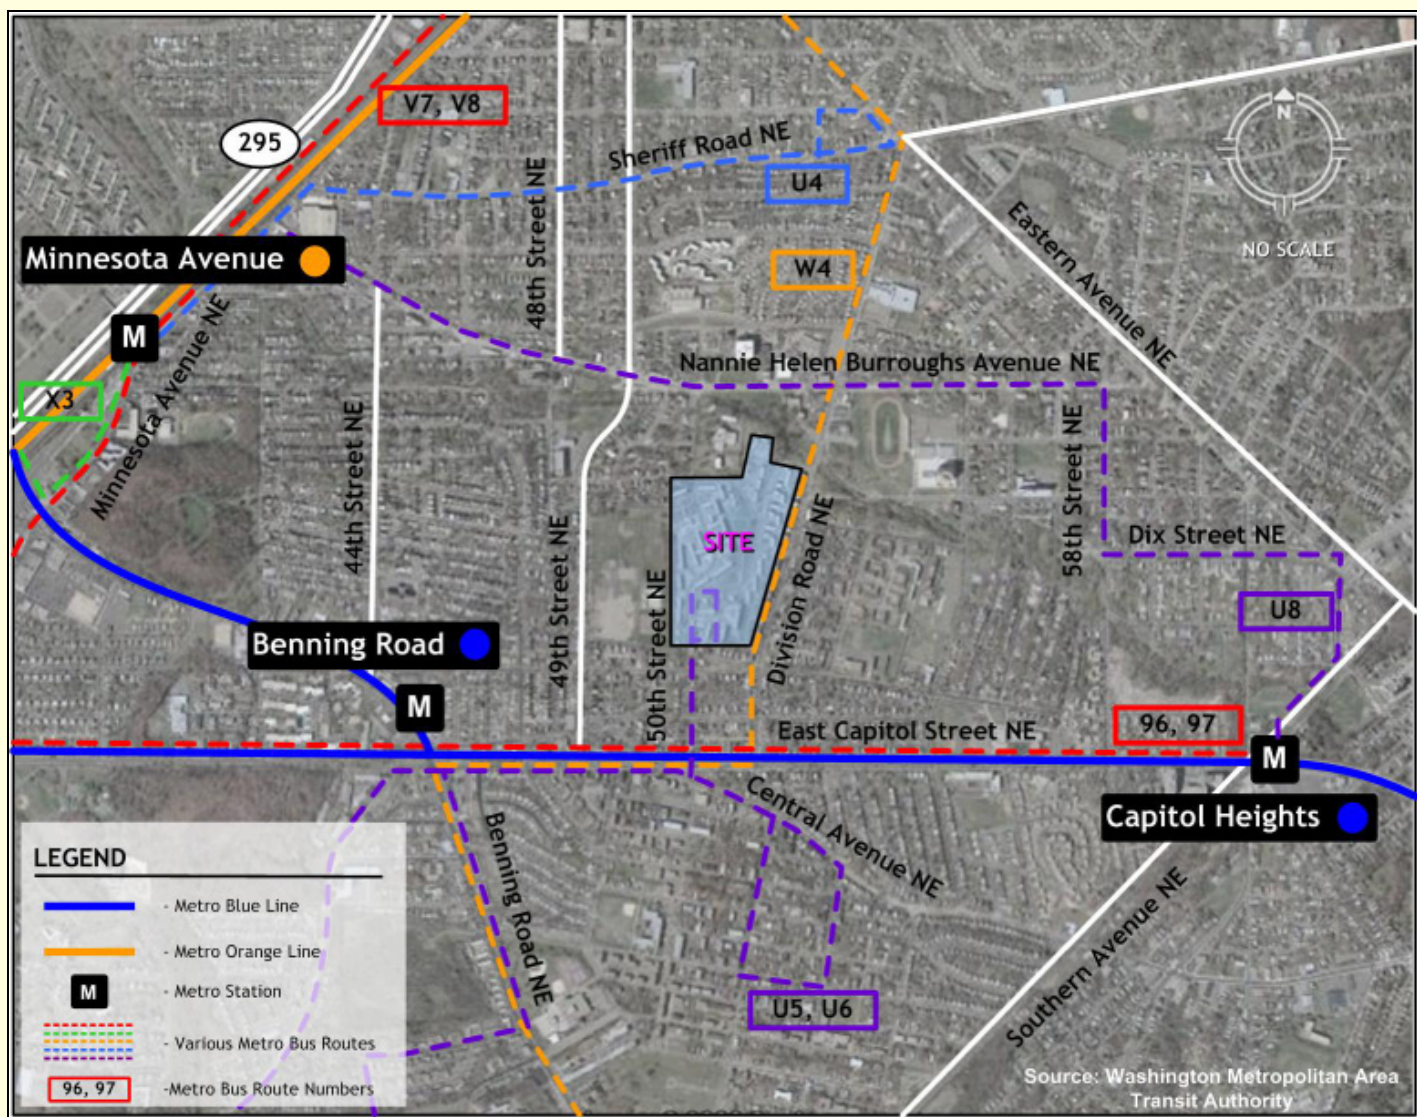 V7, V8
295
Sheriff Road NE
U4
N
NO SCALE
Minnesota Avenue
W4
48th Street NE
Eastern Avenue NE
M
Minnesota Avenue NE
X3
Nannie Helen Burroughs Avenue NE
44th Street NE
58th Street NE
SITE
Dix Street NE
Division Road NE
49th Street NE
50th Street NE
U8
Benning Road
M
East Capitol Street NE
96, 97
M
Central Avenue NE
Capitol Heights
Benning Road NE
U5, U6
Southern Avenue NE
LEGEND
- Metro Blue Line
- Metro Orange Line
M
- Metro Station
- Various Metro Bus Routes
96, 97
-Metro Bus Route Numbers
Source: Washington Metropolitan Area
Transit Authority